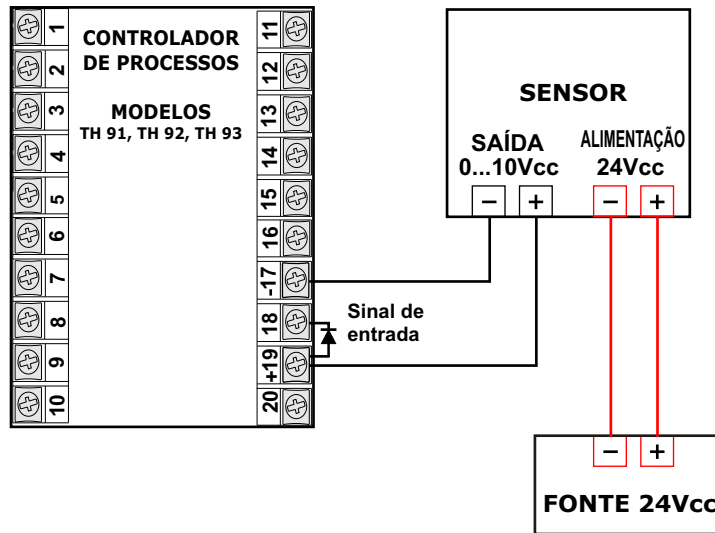 1
2
3
4
5
6
7
8
9
10
CONTROLADOR
DE PROCESSOS
MODELOS
TH 91, TH 92, TH 93
11
12
13
14
15
16
-17
18
+19
20
Sinal de
entrada
SENSOR
SAÍDA
0...10Vcc
ALIMENTAÇÃO
24Vcc
− +
− +
− +
FONTE 24Vcc